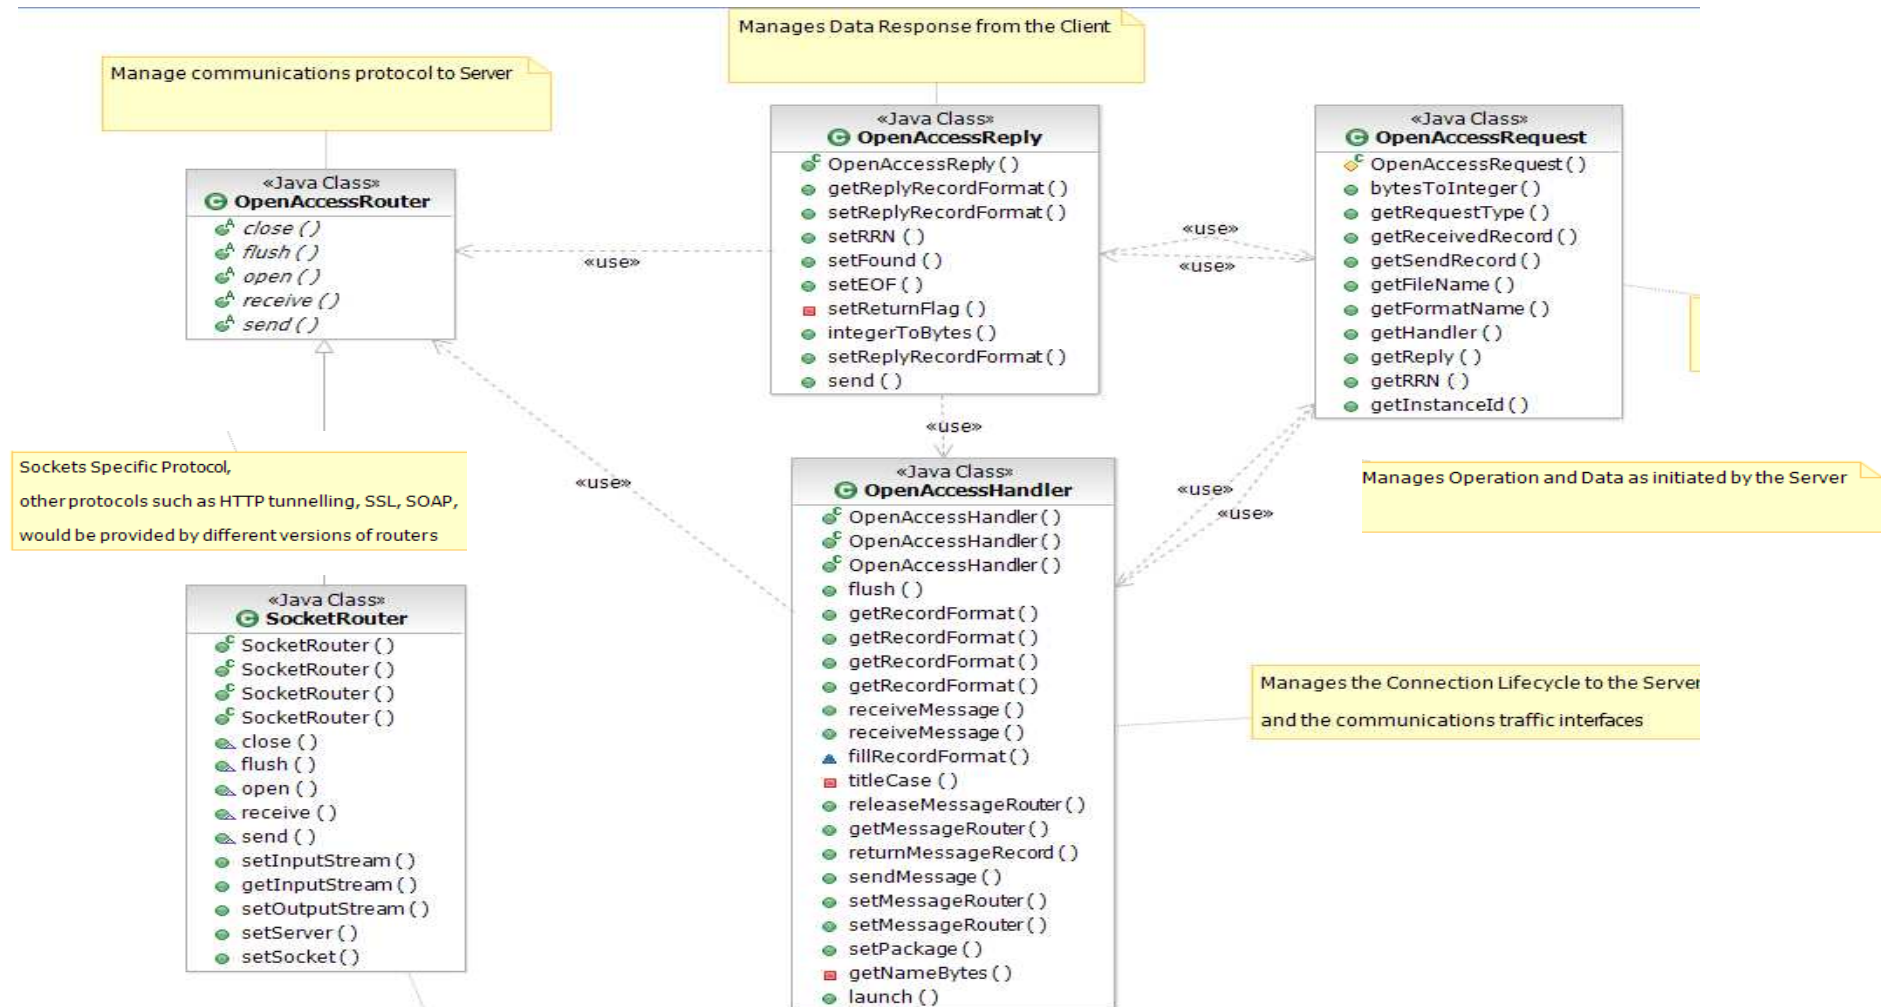 Manages Data Response from the Client
Manage communications protocol to Server
«Java Class»
OpenAccessRouter
close ( )
flush ( )
open ( )
receive ( )
send ( )
«Java Class»
OpenAccessReply
OpenAccessReply ( )
getReplyRecordFormat ( )
setReplyRecordFormat ( )
setRRN ( )
setFound ( )
setEOF ( )
setReturnFlag ( )
integerToBytes ( )
setReplyRecordFormat ( )
send ( )
«Java Class»
OpenAccessRequest
OpenAccessRequest ( )
bytesToInteger ( )
getRequestType ( )
getReceivedRecord ( )
getSendRecord ( )
getFileName ( )
getFormatName ( )
getHandler ( )
getReply ( )
getRRN ( )
getInstanceId ( )
«use»
«use»
«use»
«use»
«use»
«use»
«use»
Sockets Specific Protocol,
other protocols such as HTTP tunnelling, SSL, SOAP,
would be provided by different versions of routers
Manages Operation and Data as initiated by the Server
«Java Class»
SocketRouter
SocketRouter ( )
SocketRouter ( )
SocketRouter ( )
SocketRouter ( )
close ( )
flush ( )
open ( )
receive ( )
send ( )
setInputStream ( )
getInputStream ( )
setOutputStream ( )
setServer ( )
setSocket ( )
«Java Class»
OpenAccessHandler
OpenAccessHandler ( )
OpenAccessHandler ( )
OpenAccessHandler ( )
flush ( )
getRecordFormat ( )
getRecordFormat ( )
getRecordFormat ( )
getRecordFormat ( )
receiveMessage ( )
receiveMessage ( )
fillRecordFormat ( )
titleCase ( )
releaseMessageRouter ( )
getMessageRouter ( )
returnMessageRecord ( )
sendMessage ( )
setMessageRouter ( )
setMessageRouter ( )
setPackage ( )
getNameBytes ( )
launch ( )
Manages the Connection Lifecycle to the Server
and the communications traffic interfaces